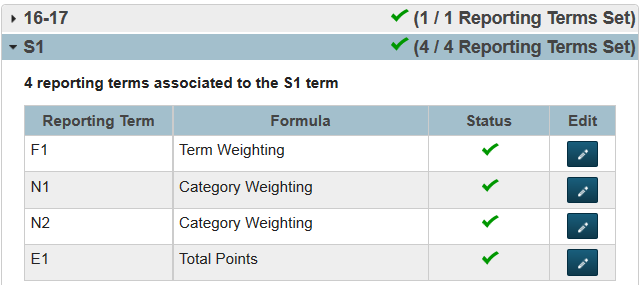 16-17 (1 / 1 Reporting Terms Set)
S1 (4 / 4 Reporting Terms Set)
4 reporting terms associated to the S1 term
Reporting Term Formula Status Edit
F1 Term Weighting
N1 Category Weighting
N2 Category Weighting
E1 Total Points